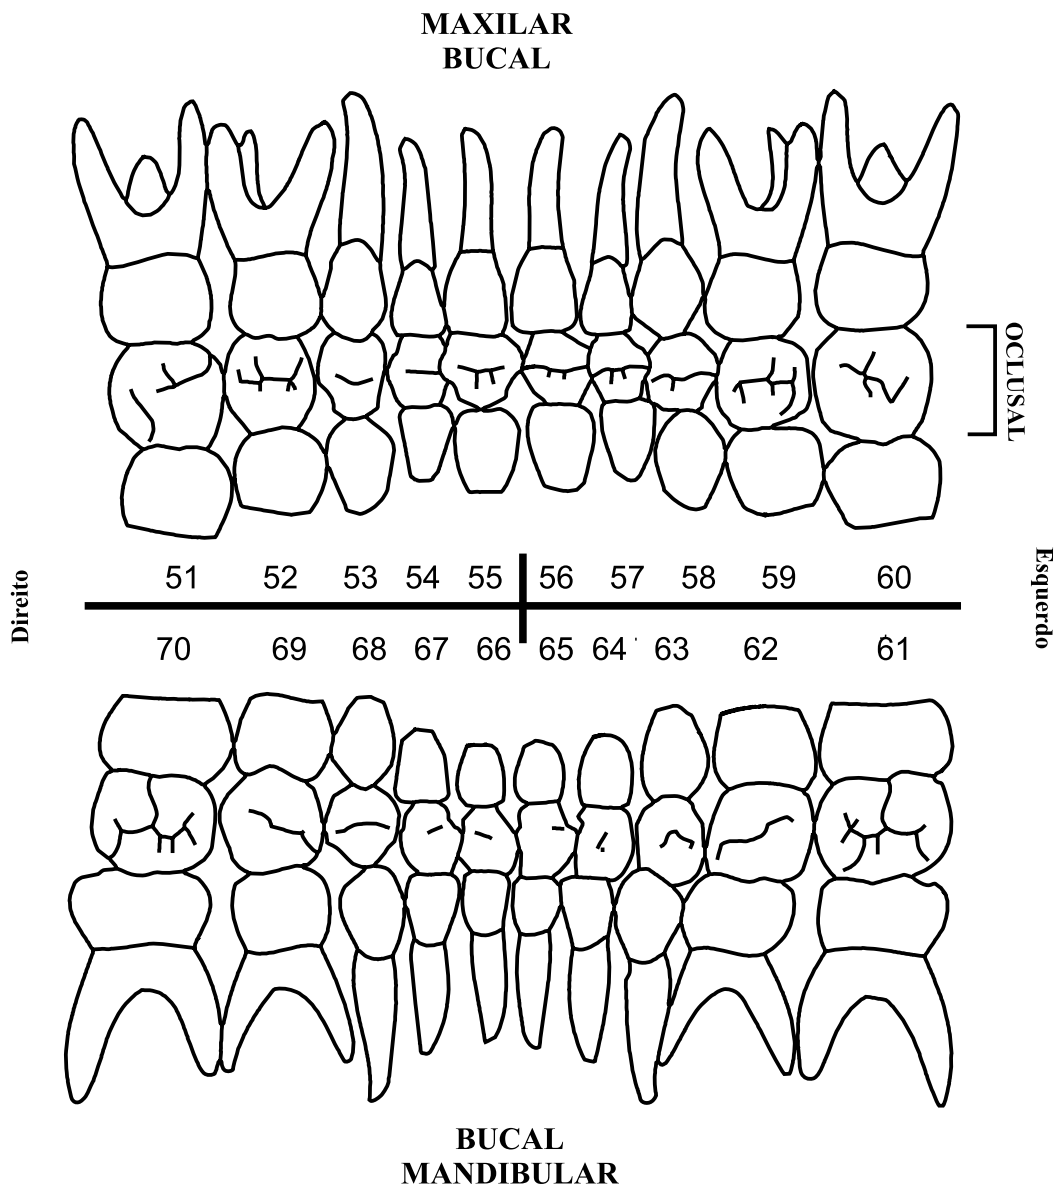 MAXILAR
BUCAL
OCLUSAL
Direito
Esquerdo
51 52 53 54 55 56 57 58 59 60
70 69 68 67 66 65 64 63 62 61
BUCAL
MANDIBULAR